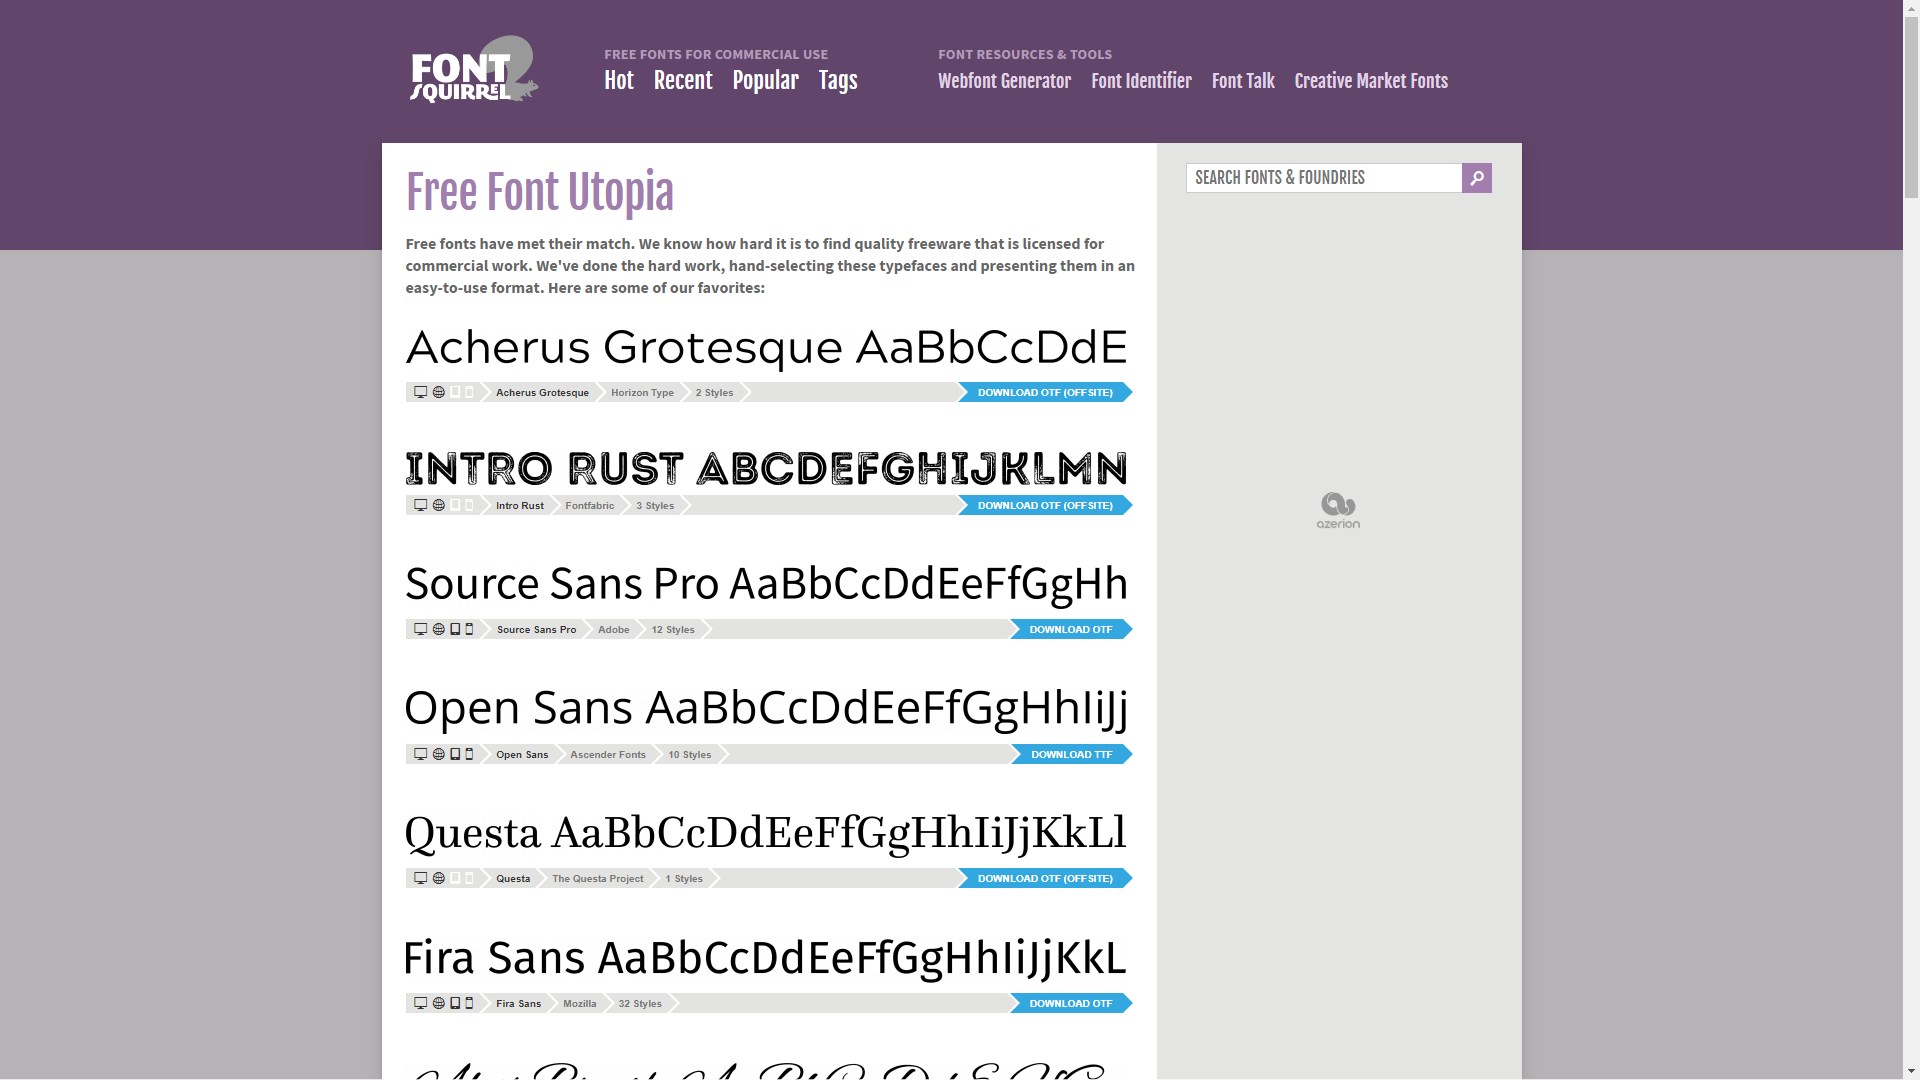 FONT
SQUIRREL
FREE FONTS FOR COMMERCIAL USE
Hot Recent Popular Tags
FONT RESOURCES & TOOLS
Webfont Generator Font Identifier Font Talk Creative Market Fonts
Free Font Utopia
Free fonts have met their match. We know how hard it is to find quality freeware that is licensed for
commercial work. We've done the hard work, hand-selecting these typefaces and presenting them in an
easy-to-use format. Here are some of our favorites:
SEARCH FONTS & FOUNDRIES
Acherus Grotesque AaBbCcDdE
Acherus Grotesque Horizon Type 2 Styles DOWNLOAD OTF (OFFSITE)
INTRO RUST ABCDEFGHIJKLMN
Intro Rust Fontfabric 3 Styles DOWNLOAD OTF (OFFSITE)
azerion
Source Sans Pro AaBbCcDdEeFfGgHh
Source Sans Pro Adobe 12 Styles DOWNLOAD OTF
Open Sans AaBbCcDdEeFfGgHhIiJj
Open Sans Ascender Fonts 10 Styles DOWNLOAD TTF
Questa AaBbCcDdEeFfGgHhIiJjKkLl
Questa The Questa Project 1 Styles DOWNLOAD OTF (OFFSITE)
Fira Sans AaBbCcDdEeFfGgHhIiJjKkL
Fira Sans Mozilla 32 Styles DOWNLOAD OTF